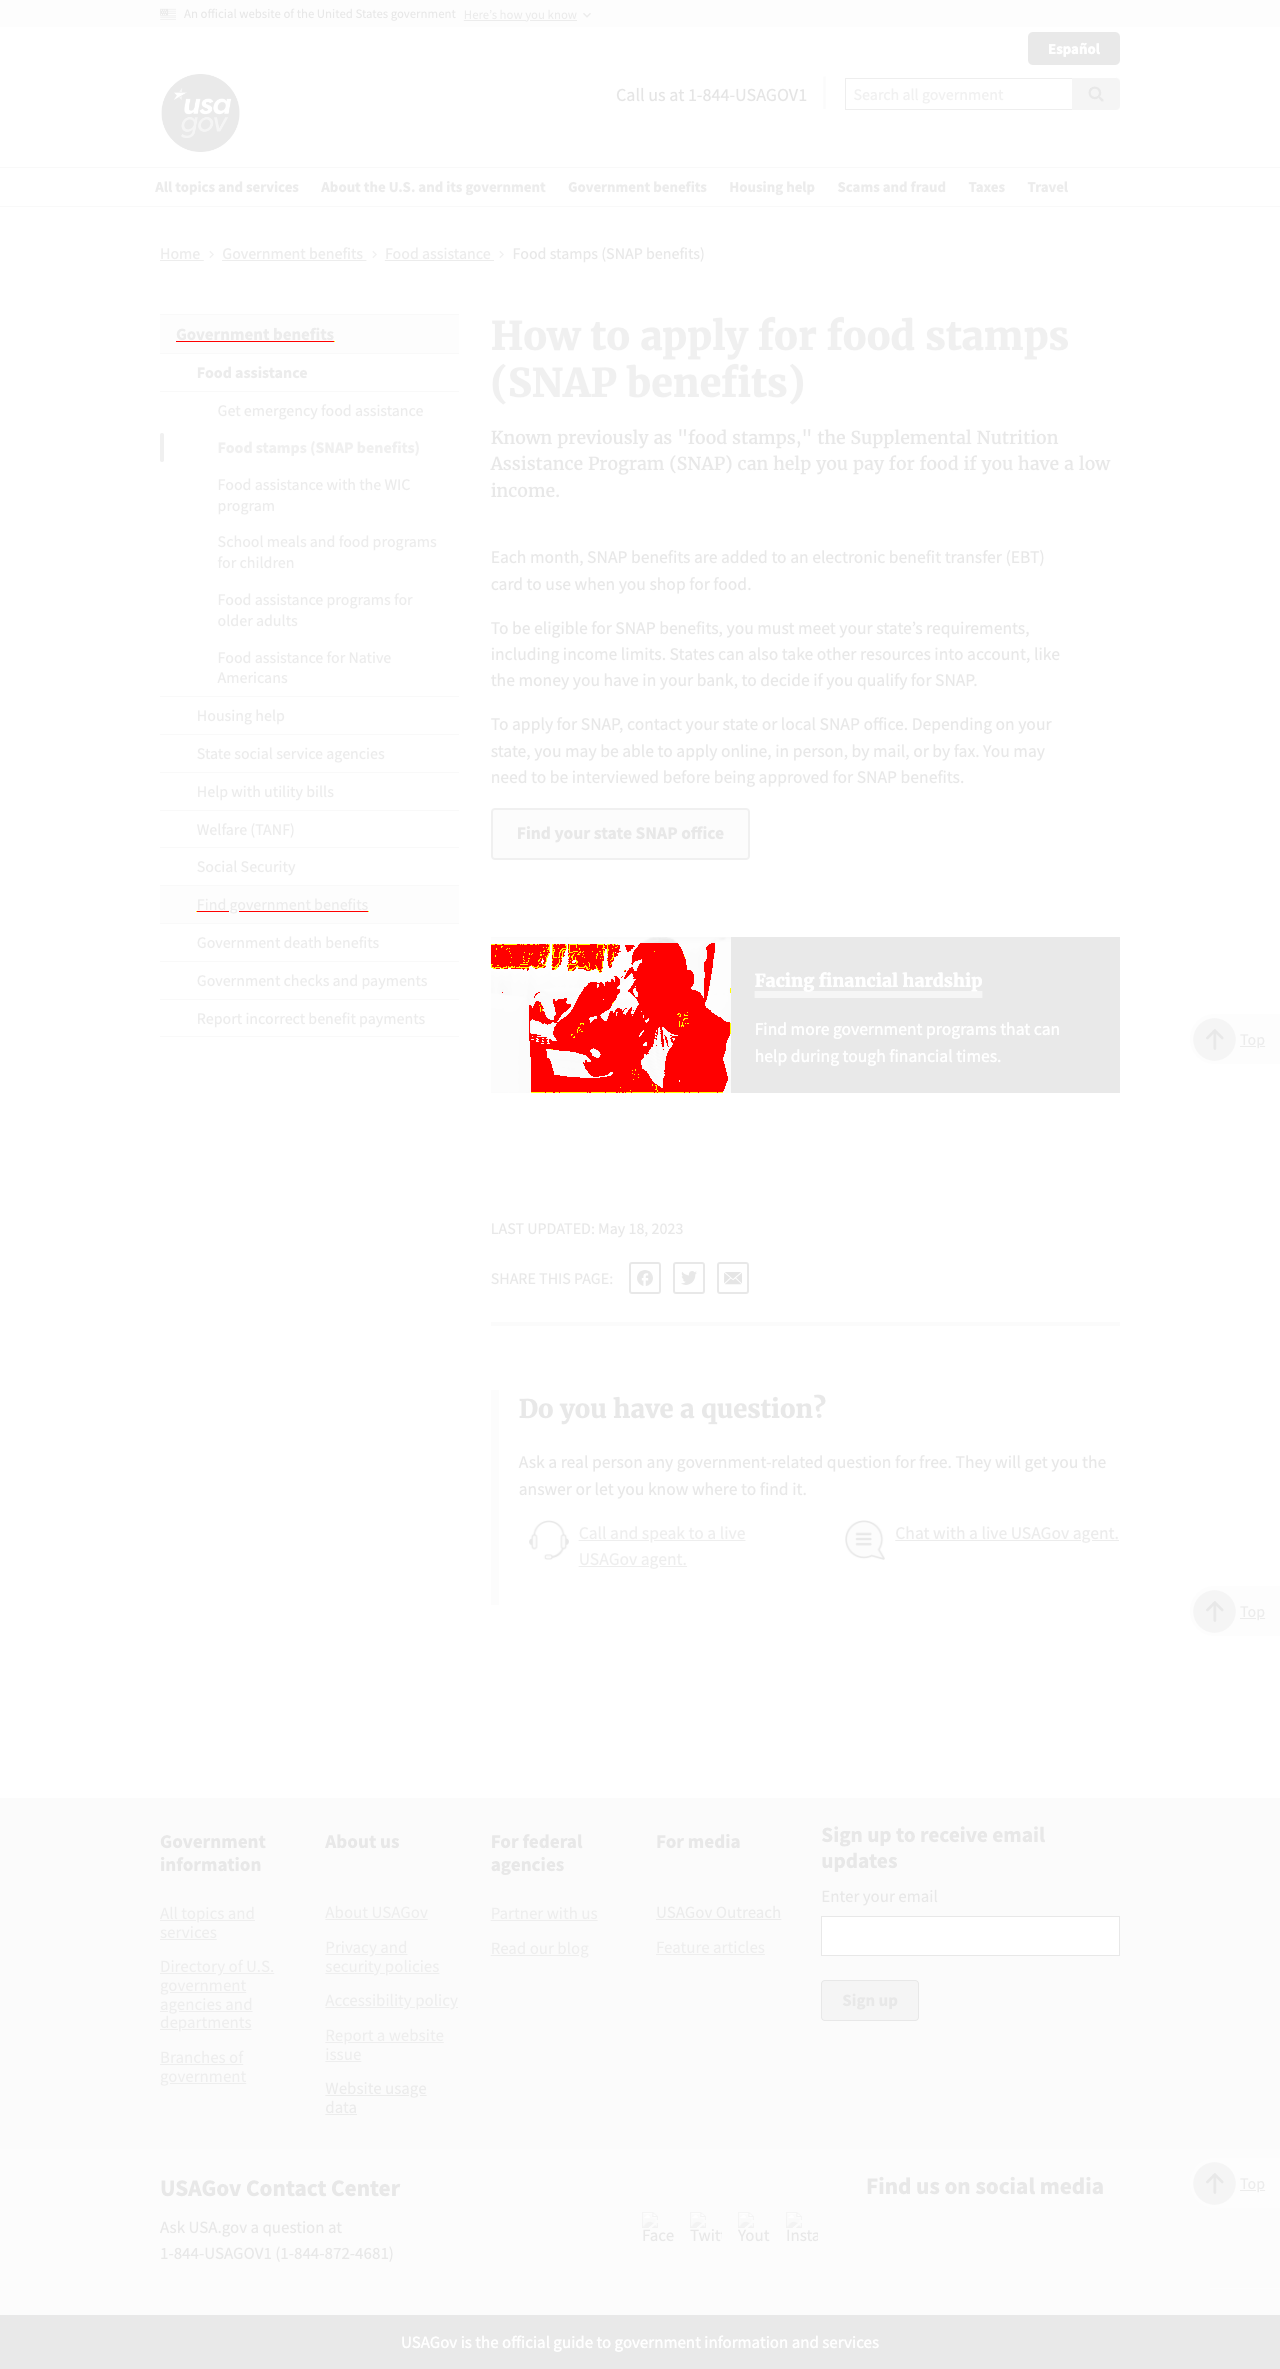 An official website of the United States government Here's how you know
Español
usa
gov
Call us at 1-844-USAGOV1
Search all government
All topics and services About the U.S. and its government Government benefits Housing help Scams and fraud Taxes Travel
Home › Government benefits › Food assistance › Food stamps (SNAP benefits)
Government benefits
Food assistance
Get emergency food assistance
Food stamps (SNAP benefits)
Food assistance with the WIC
program
School meals and food programs
for children
Food assistance programs for
older adults
Food assistance for Native
Americans
Housing help
State social service agencies
Help with utility bills
Welfare (TANF)
Social Security
Find government benefits
Government death benefits
Government checks and payments
Report incorrect benefit payments
How to apply for food stamps
(SNAP benefits)
Known previously as "food stamps," the Supplemental Nutrition
Assistance Program (SNAP) can help you pay for food if you have a low
income.
Each month, SNAP benefits are added to an electronic benefit transfer (EBT)
card to use when you shop for food.
To be eligible for SNAP benefits, you must meet your state's requirements,
including income limits. States can also take other resources into account, like
the money you have in your bank, to decide if you qualify for SNAP.
To apply for SNAP, contact your state or local SNAP office. Depending on your
state, you may be able to apply online, in person, by mail, or by fax. You may
need to be interviewed before being approved for SNAP benefits.
Find your state SNAP office
Facing financial hardship
Find more government programs that can
help during tough financial times.
Top
LAST UPDATED: May 18, 2023
SHARE THIS PAGE:
Do you have a question?
Ask a real person any government-related question for free. They will get you the
answer or let you know where to find it.
Call and speak to a live
USAGov agent.
Chat with a live USAGov agent.
Top
Government
information
All topics and
services
Directory of U.S.
government
agencies and
departments
Branches of
government
About us
About USAGov
Privacy and
security policies
Accessibility policy
Report a website
issue
Website usage
data
For federal
agencies
Partner with us
Read our blog
For media
USAGov Outreach
Feature articles
Sign up to receive email
updates
Enter your email
Sign up
USAGov Contact Center
Ask USA.gov a question at
1-844-USAGOV1 (1-844-872-4681)
Find us on social media
Face Twit Yout Insta
Top
USAGov is the official guide to government information and services